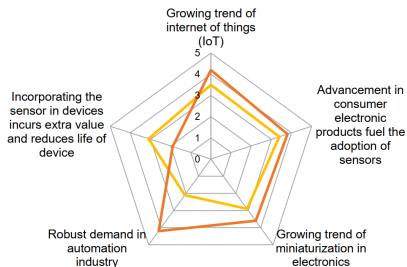 Growing trend of
internet of things
(IoT)
5
4
3
2
1
0
Advancement in
consumer
electronic
products fuel the
adoption of
sensors
Growing trend of
miniaturization in
electronics
Robust demand in
automation
industry
Incorporating the
sensor in devices
incurs extra value
and reduces life of
device